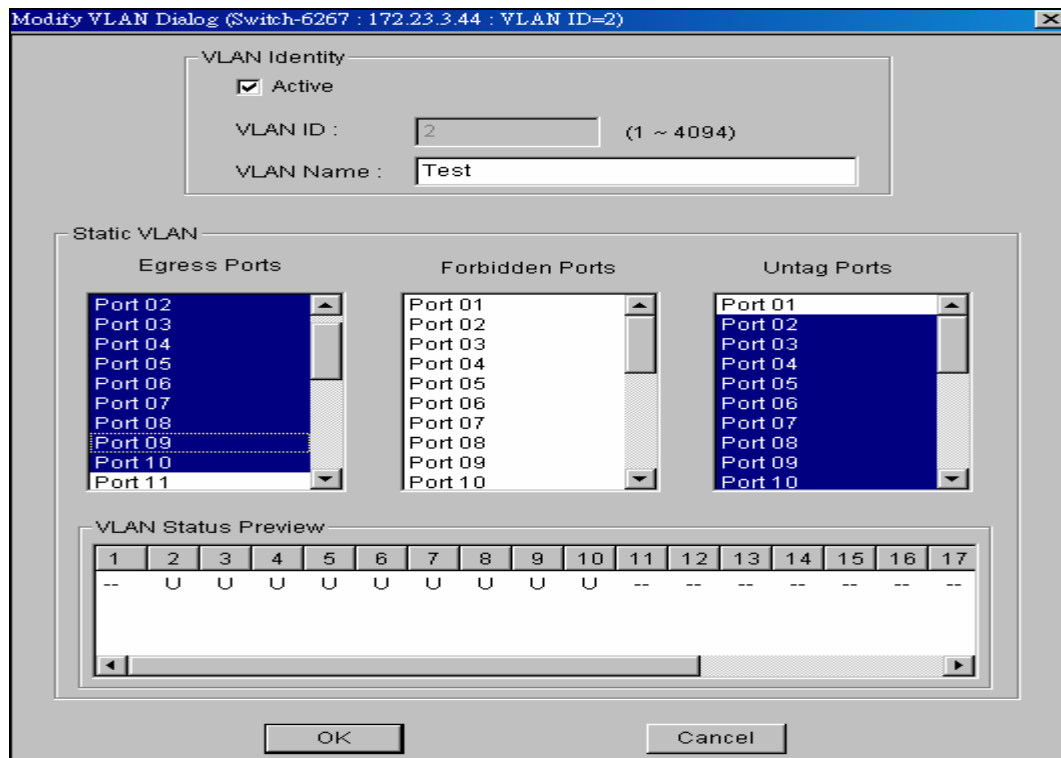 Modify VLAN Dialog (Switch-6267 : 172.23.3.44 : VLAN ID=2)
VLAN Identity
Active
VLAN ID : 2 (1 ~ 4094)
VLAN Name : Test
Static VLAN
Egress Ports
Port 02
Port 03
Port 04
Port 05
Port 06
Port 07
Port 08
Port 09
Port 10
Port 11
Forbidden Ports
Port 01
Port 02
Port 03
Port 04
Port 05
Port 06
Port 07
Port 08
Port 09
Port 10
Untag Ports
Port 01
Port 02
Port 03
Port 04
Port 05
Port 06
Port 07
Port 08
Port 09
Port 10
VLAN Status Preview
1 2 3 4 5 6 7 8 9 10 11 12 13 14 15 16 17
-- U U U U U U U U U -- -- -- -- -- -- --
OK Cancel